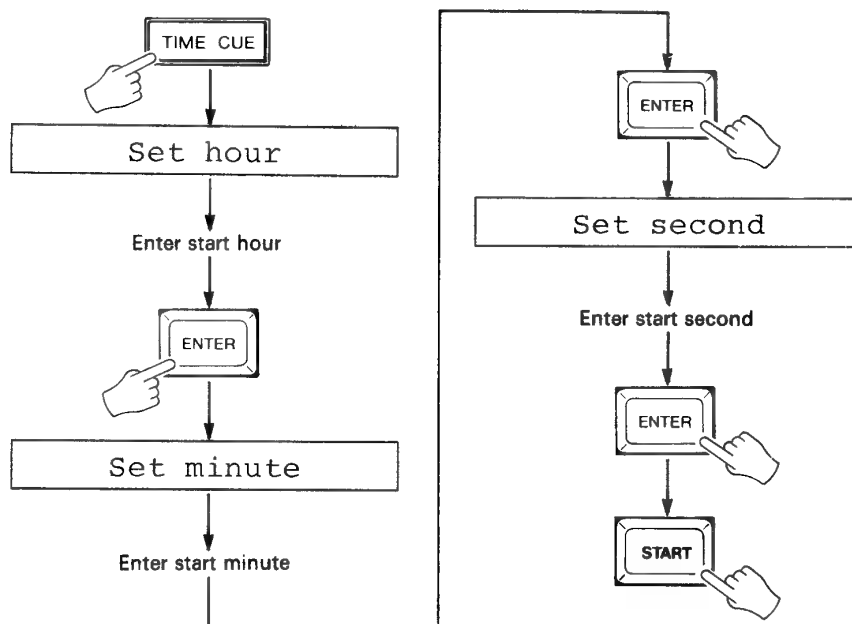 TIME CUE
Set hour
Enter start hour
ENTER
Set minute
Enter start minute
ENTER
Set second
Enter start second
ENTER
START